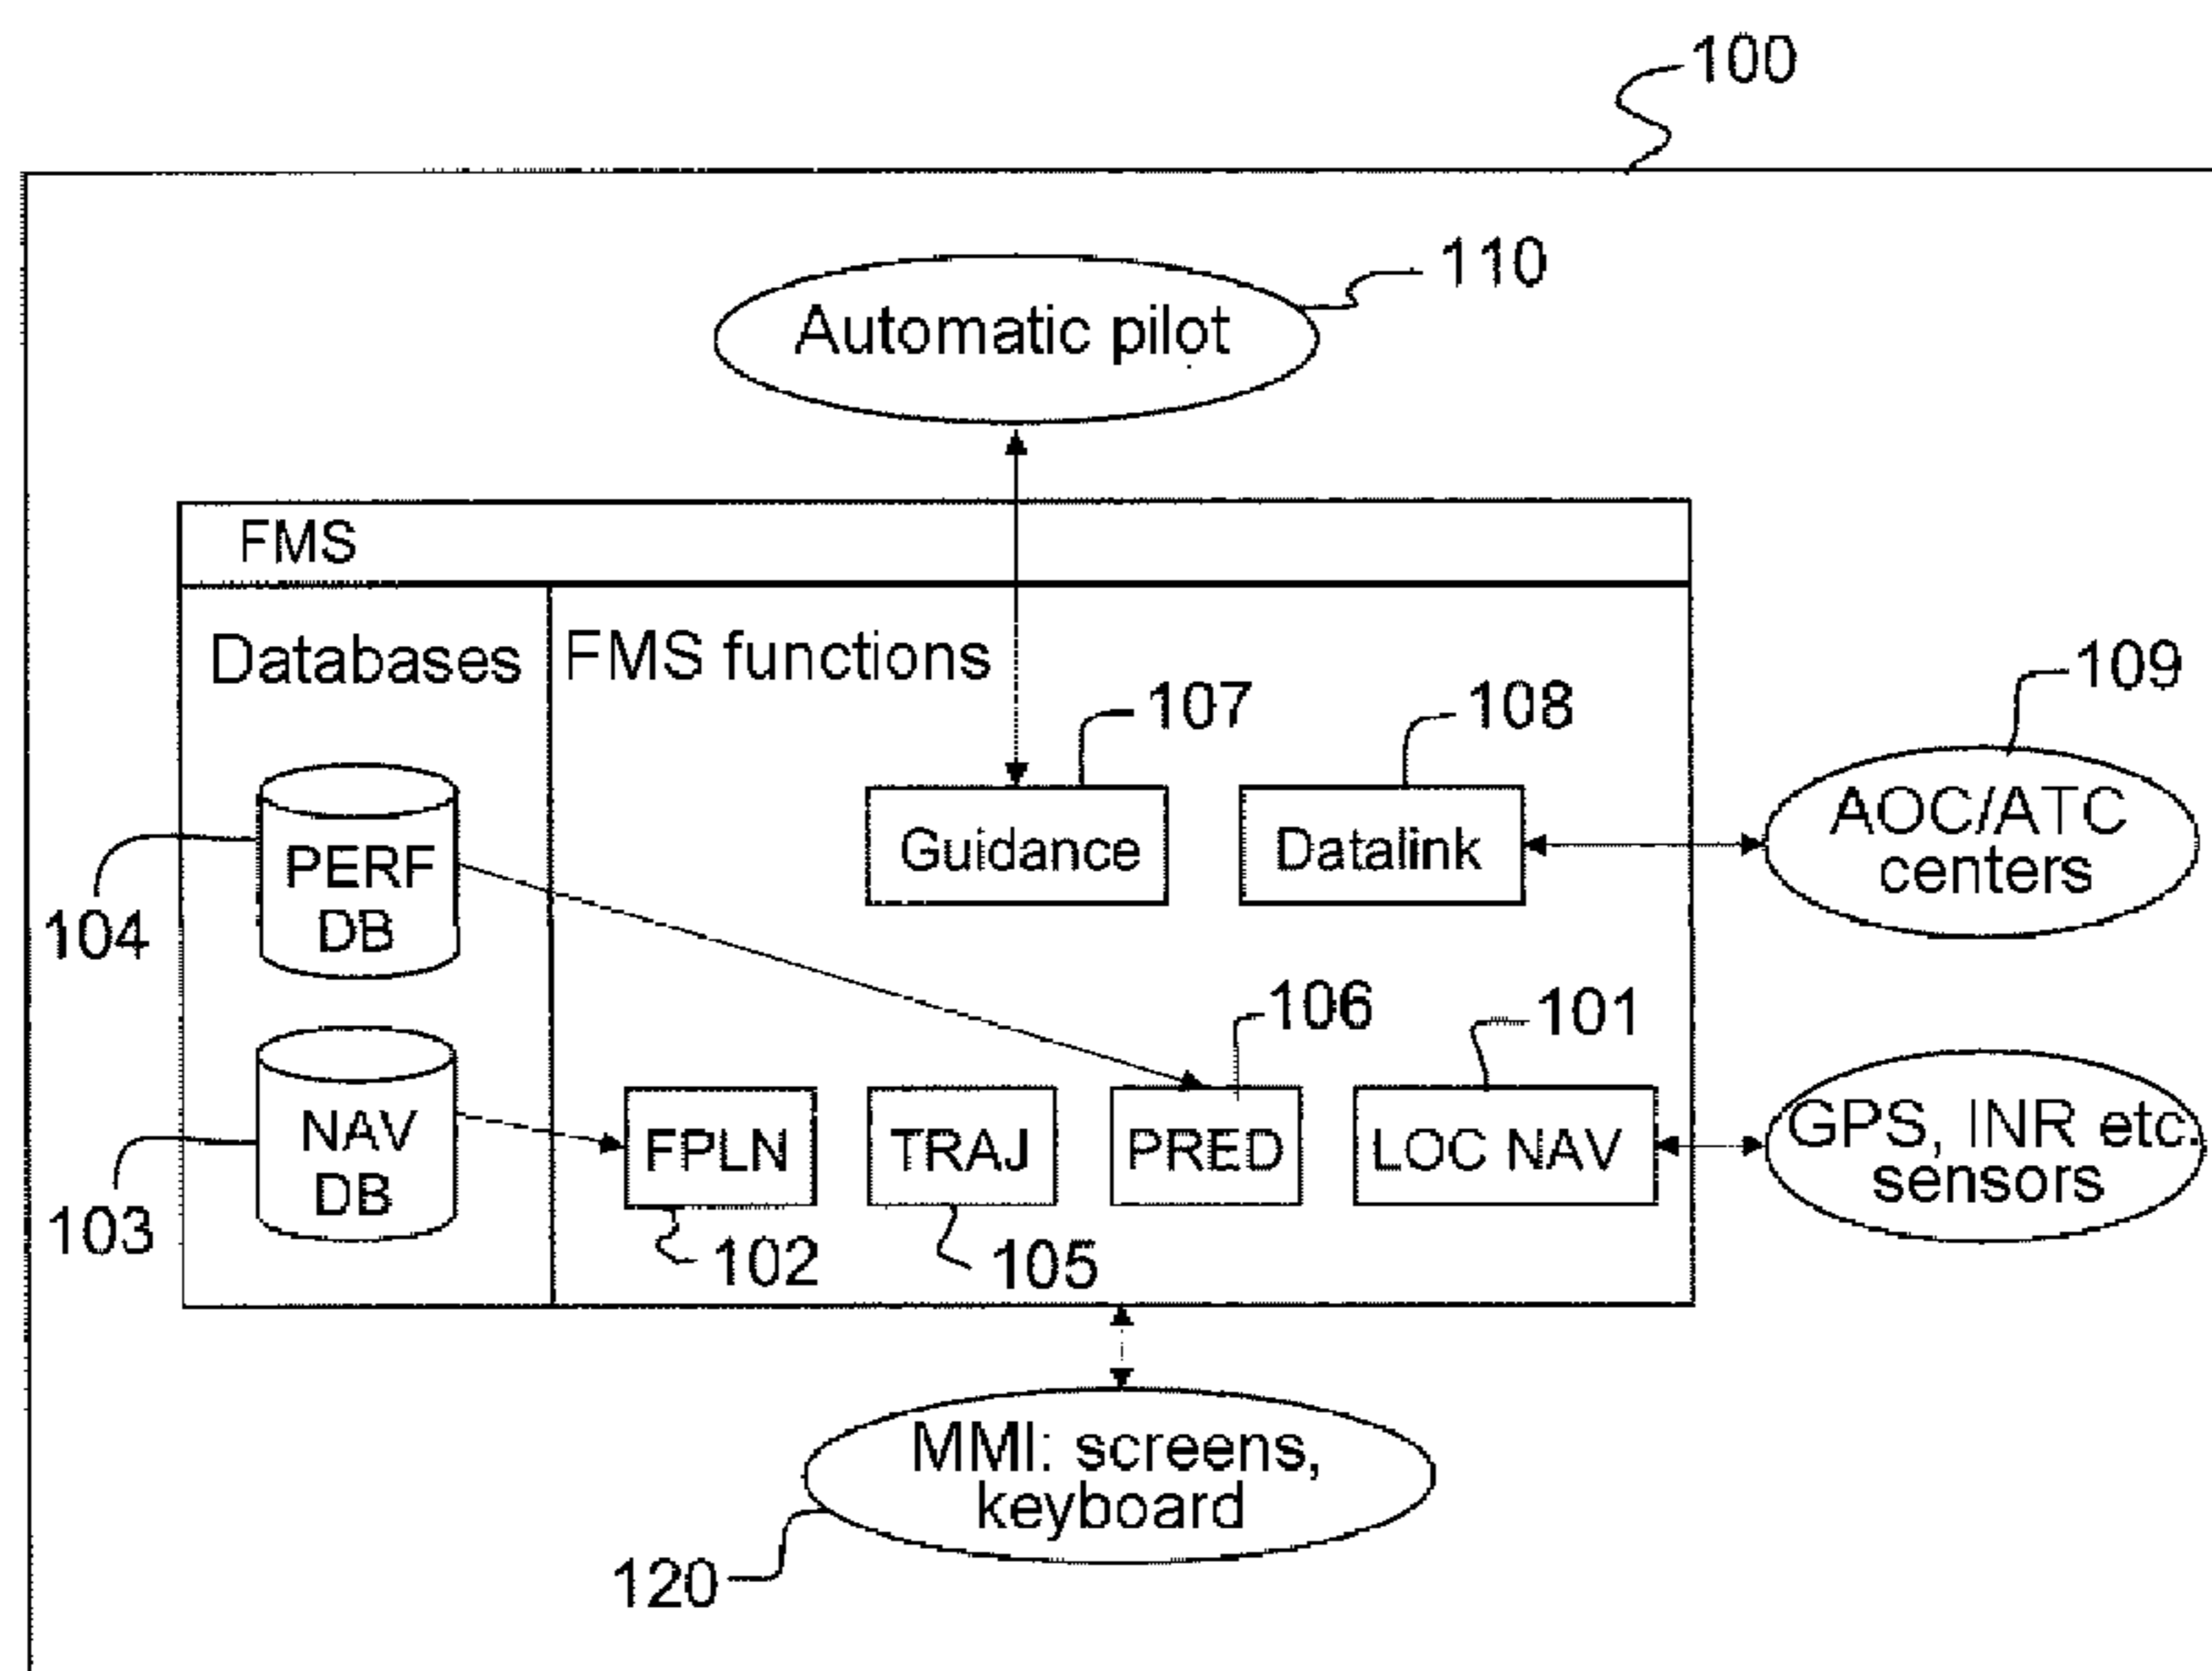 100
110
Automatic pilot
FMS
Databases
FMS functions
107
108
109
Guidance
Datalink
AOC/ATC
centers
104
PERF
DB
106
101
NAV
DB
FPLN
TRAJ
PRED
LOC NAV
GPS, INR etc.
sensors
103
102
105
MMI: screens,
keyboard
120